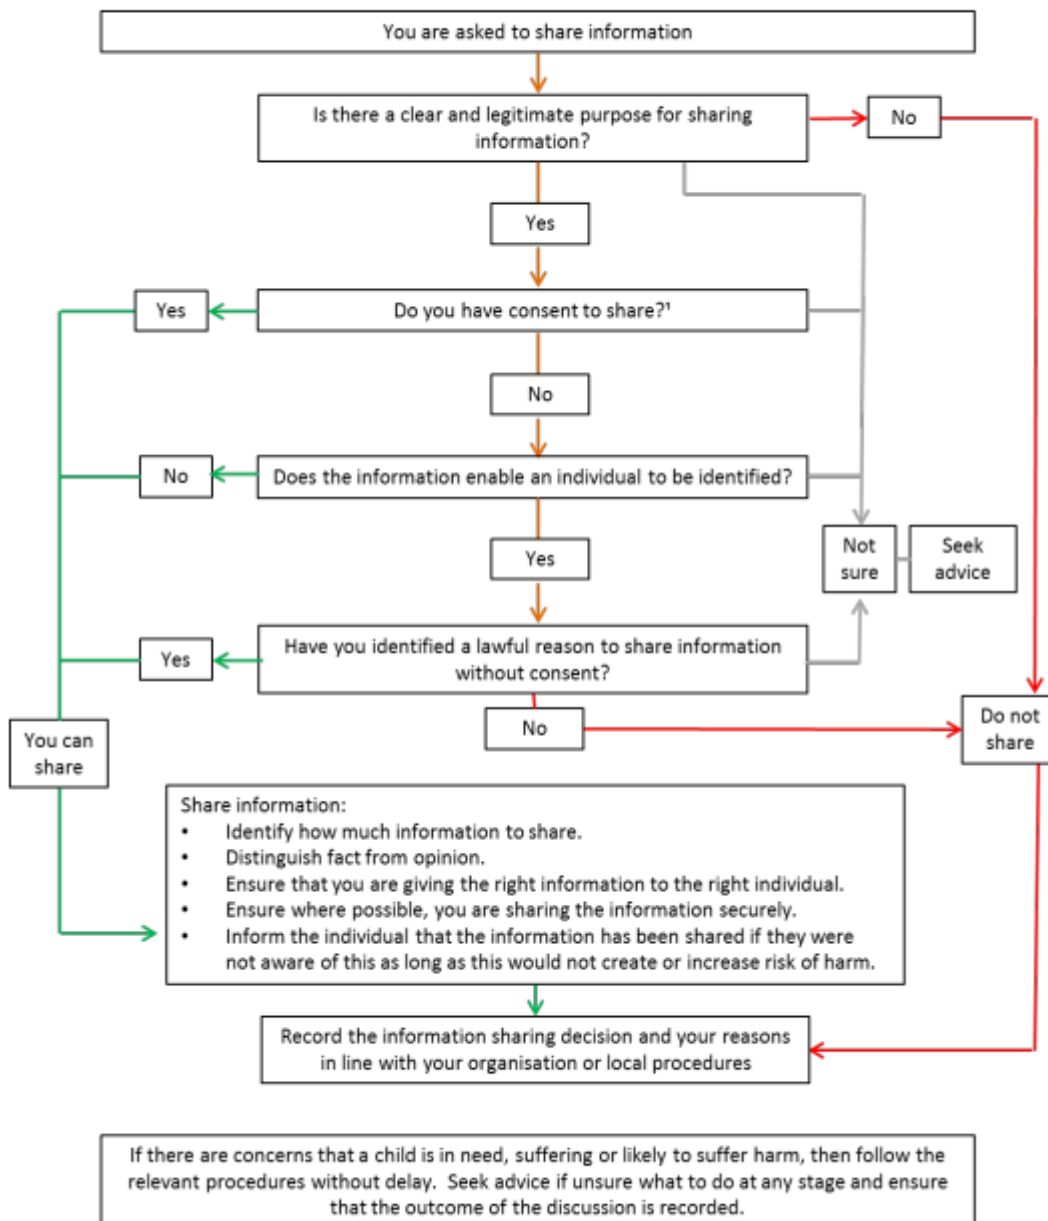 You are asked to share information
Is there a clear and legitimate purpose for sharing
information?
No
Yes
Yes
Do you have consent to share?¹
No
No
Does the information enable an individual to be identified?
Yes
Not
sure
Seek
advice
Yes
Have you identified a lawful reason to share information
without consent?
No
You can
share
Do not
share
Share information:
• Identify how much information to share.
• Distinguish fact from opinion.
• Ensure that you are giving the right information to the right individual.
• Ensure where possible, you are sharing the information securely.
• Inform the individual that the information has been shared if they were
not aware of this as long as this would not create or increase risk of harm.
Record the information sharing decision and your reasons
in line with your organisation or local procedures
If there are concerns that a child is in need, suffering or likely to suffer harm, then follow the
relevant procedures without delay.  Seek advice if unsure what to do at any stage and ensure
that the outcome of the discussion is recorded.